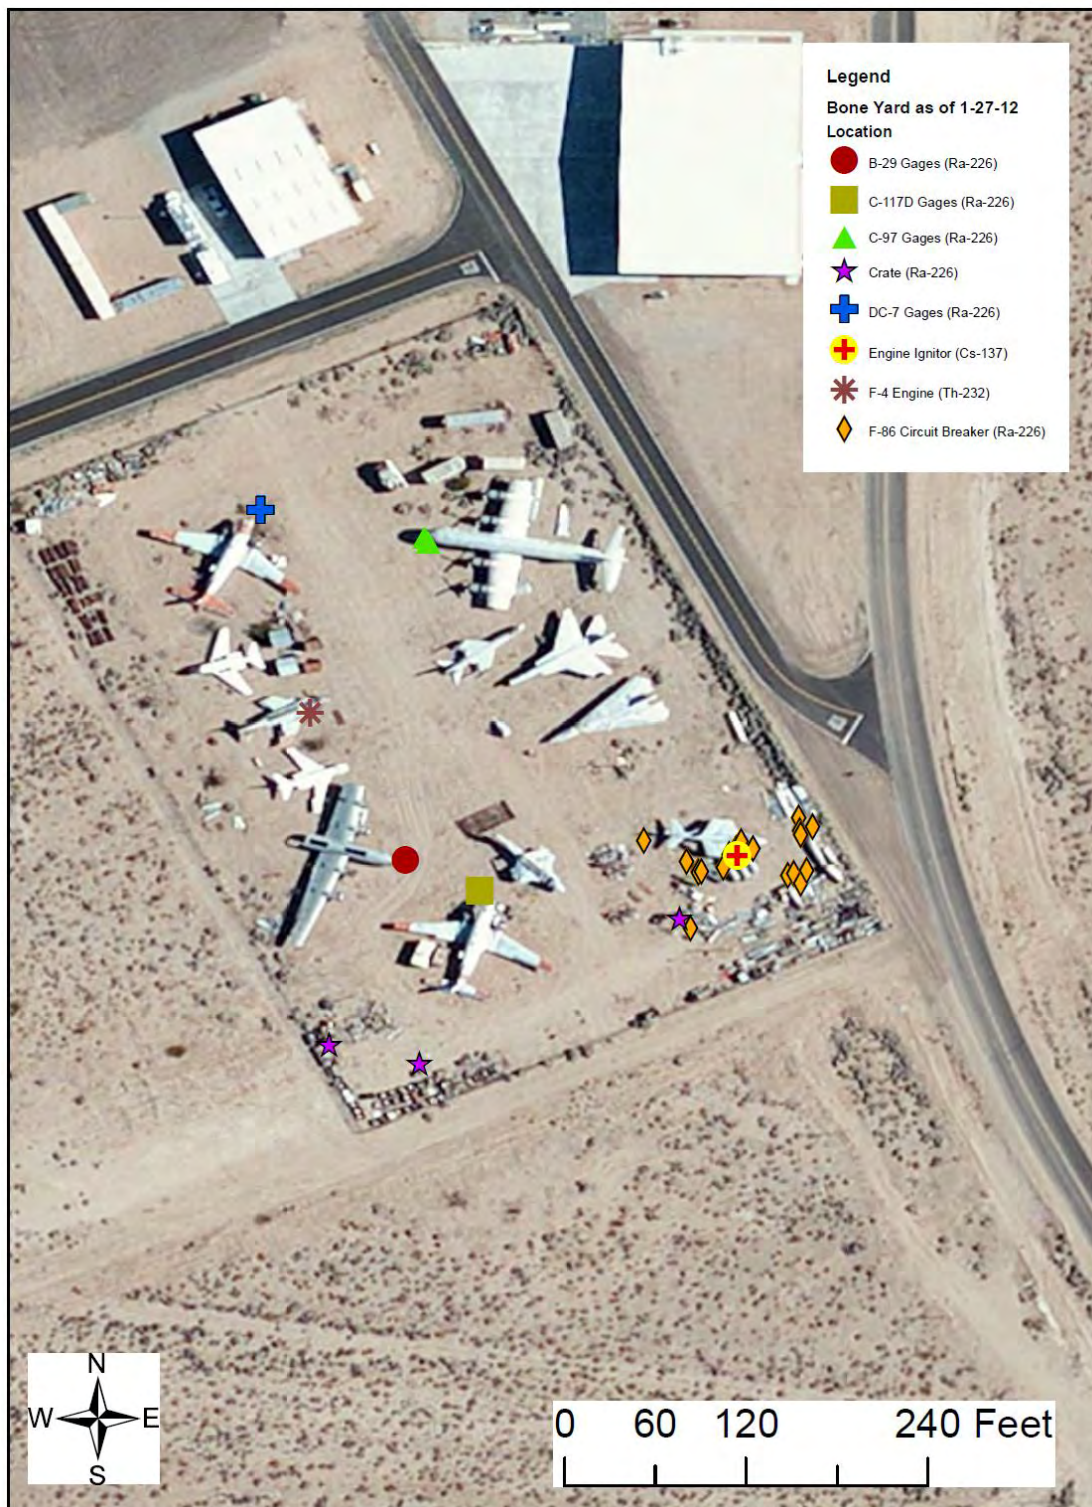 Legend
Bone Yard as of 1-27-12
Location
B-29 Gages (Ra-226)
C-117D Gages (Ra-226)
C-97 Gages (Ra-226)
Crate (Ra-226)
DC-7 Gages (Ra-226)
Engine Ignitor (Cs-137)
F-4 Engine (Th-232)
F-86 Circuit Breaker (Ra-226)
N
W E
S
0 60 120 240 Feet